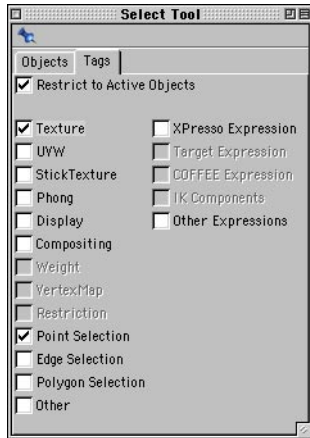 Select Tool
Objects Tags
Restrict to Active Objects
Texture
UVW
StickTexture
Phong
Display
Compositing
Weight
VertexMap
Restriction
Point Selection
Edge Selection
Polygon Selection
Other
XPresso Expression
Target Expression
COFFEE Expression
IK Components
Other Expressions